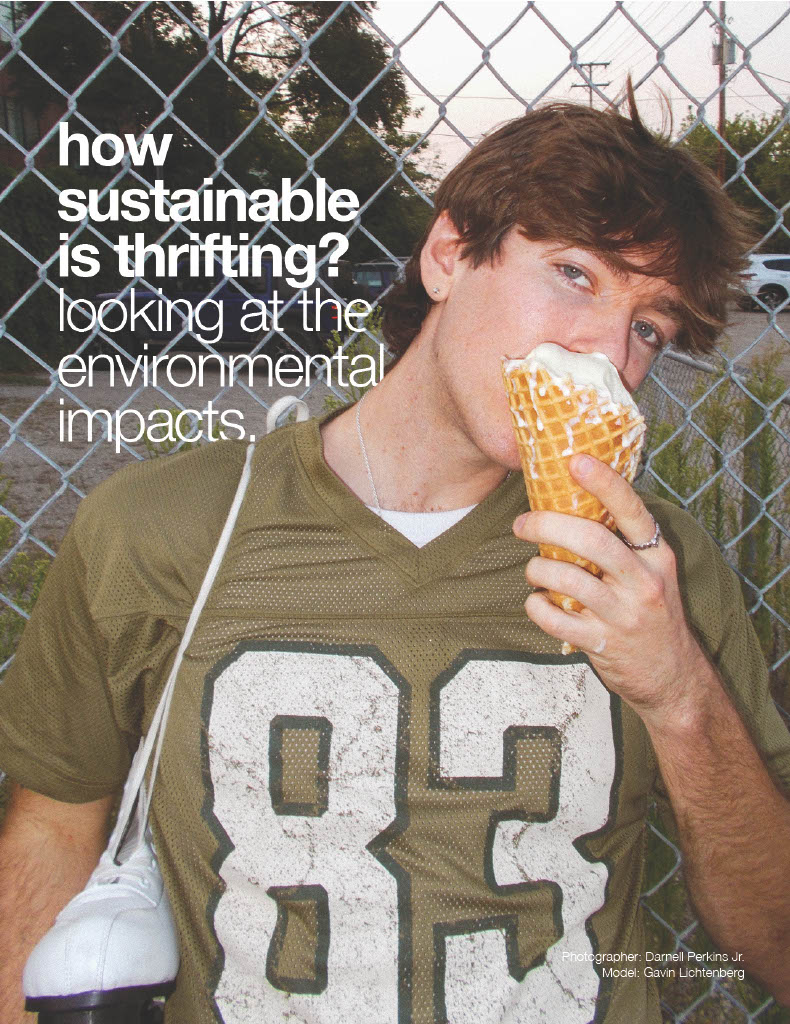 how
sustainable
is thrifting?
looking at the
environmental
impacts.
83
Photographer: Darnell Perkins Jr.
Model: Gavin Lichtenberg